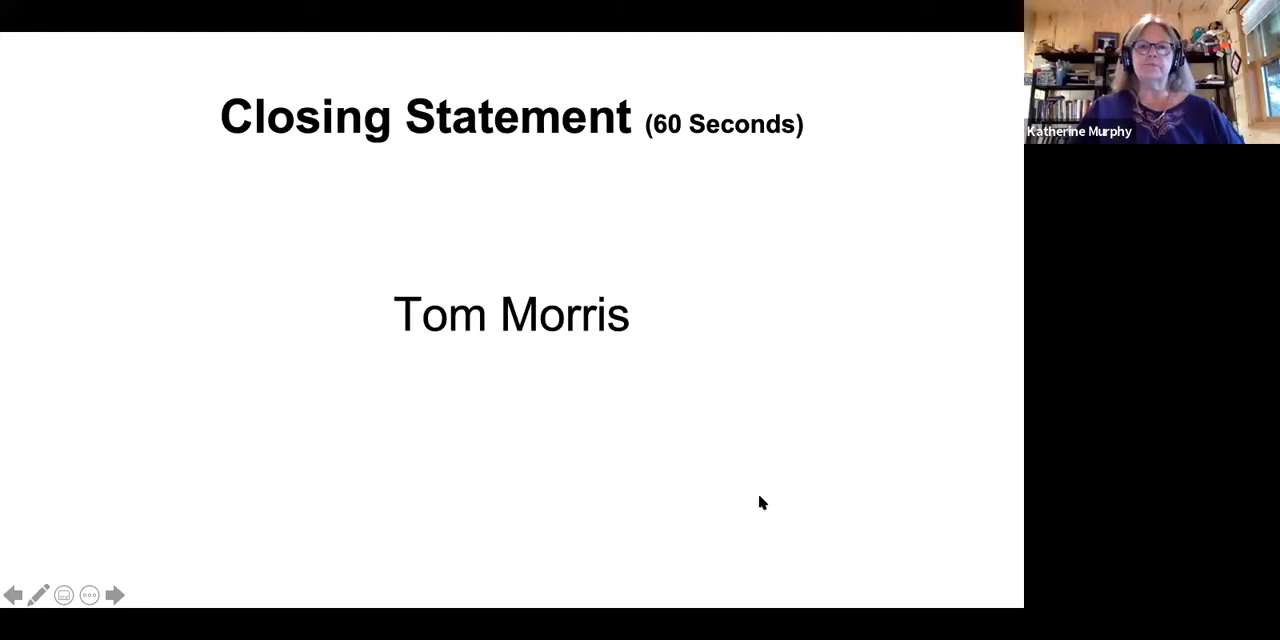 Closing Statement (60 Seconds)
Tom Morris
Katherine Murphy